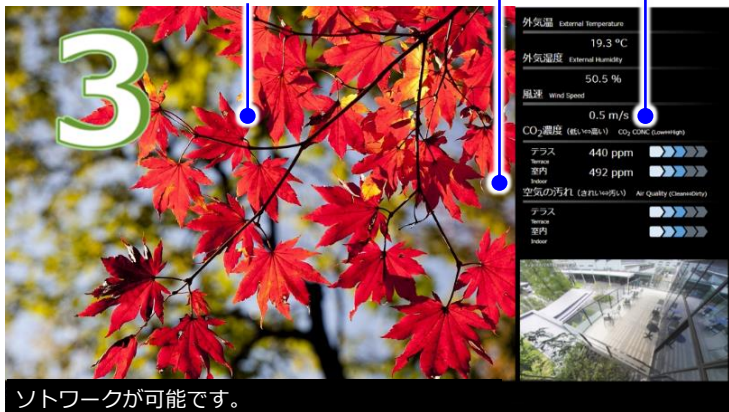 3
外気温 External Temperature
19.3 ℃
外気湿度 External Humidity
50.5 %
風速 Wind Speed
0.5 m/s
CO₂濃度（低い⇔高い） CO₂ CONC (Low⇔High)
テラス 440 ppm
Terrace
室内 492 ppm
Indoor
空気の汚れ（きれい⇔汚い） Air Quality (Clean⇔Dirty)
テラス
Terrace
室内
Indoor
ソトワークが可能です。